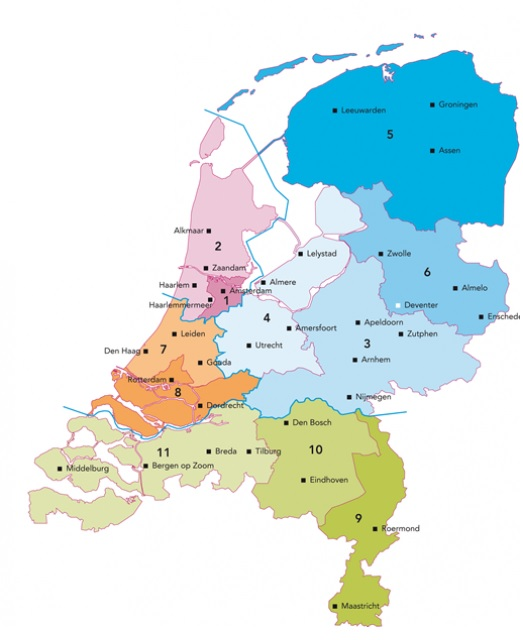 Leeuwarden
Groningen
5
Assen
Alkmaar
2
Zwolle
Lelystad
Zaandam
6
Haarlem
Almere
Almelo
Amsterdam
1
Haarlemmermeer
Deventer
Enschede
4
Apeldoorn
Amersfoort
Leiden
Zutphen
Utrecht
3
7
Den Haag
Gouda
Arnhem
Rotterdam
8
Nijmegen
Dordrecht
Den Bosch
11
Breda
Tilburg
10
Middelburg
Bergen op Zoom
Eindhoven
9
Roermond
Maastricht